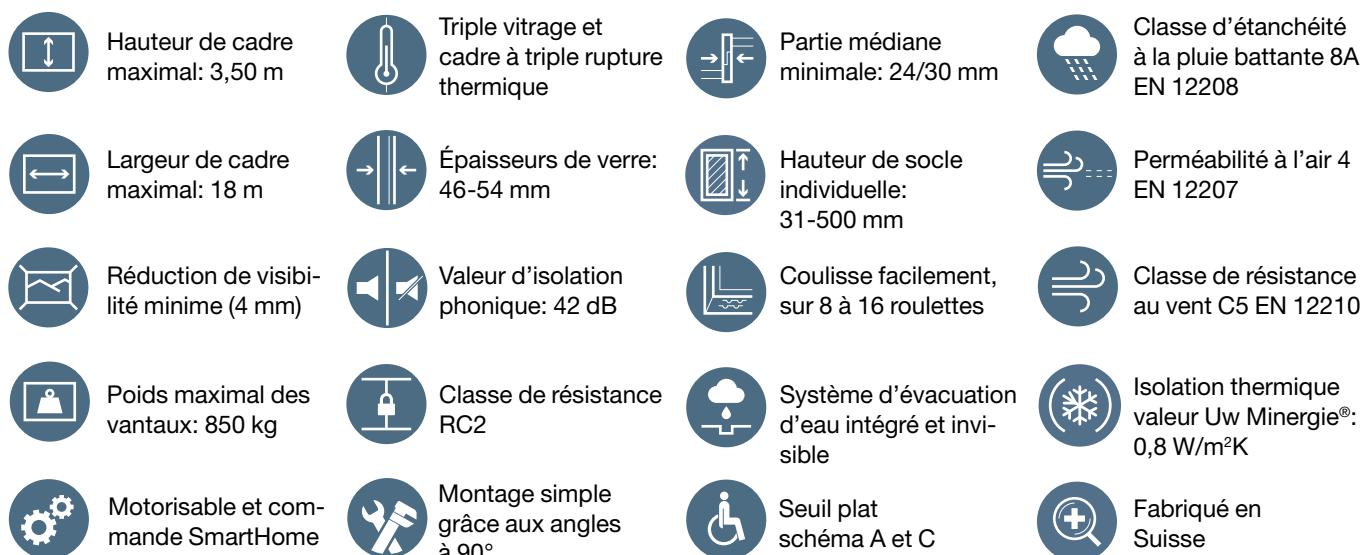 Hauteur de cadre
maximal: 3,50 m
Triple vitrage et
cadre à triple rupture
thermique
Partie médiane
minimale: 24/30 mm
Classe d'étanchéité
à la pluie battante 8A
EN 12208
Largeur de cadre
maximal: 18 m
Épaisseurs de verre:
46-54 mm
Hauteur de socle
individuelle:
31-500 mm
Perméabilité à l'air 4
EN 12207
Réduction de visibi-
lité minime (4 mm)
Valeur d'isolation
phonique: 42 dB
Coulisse facilement,
sur 8 à 16 roulettes
Classe de résistance
au vent C5 EN 12210
Poids maximal des
vantaux: 850 kg
Classe de résistance
RC2
Système d'évacuation
d'eau intégré et invi-
sible
Isolation thermique
valeur Uw Minergie®:
0,8 W/m²K
Motorisable et com-
mande SmartHome
Montage simple
grâce aux angles
à 90°
Seuil plat
schéma A et C
Fabriqué en
Suisse